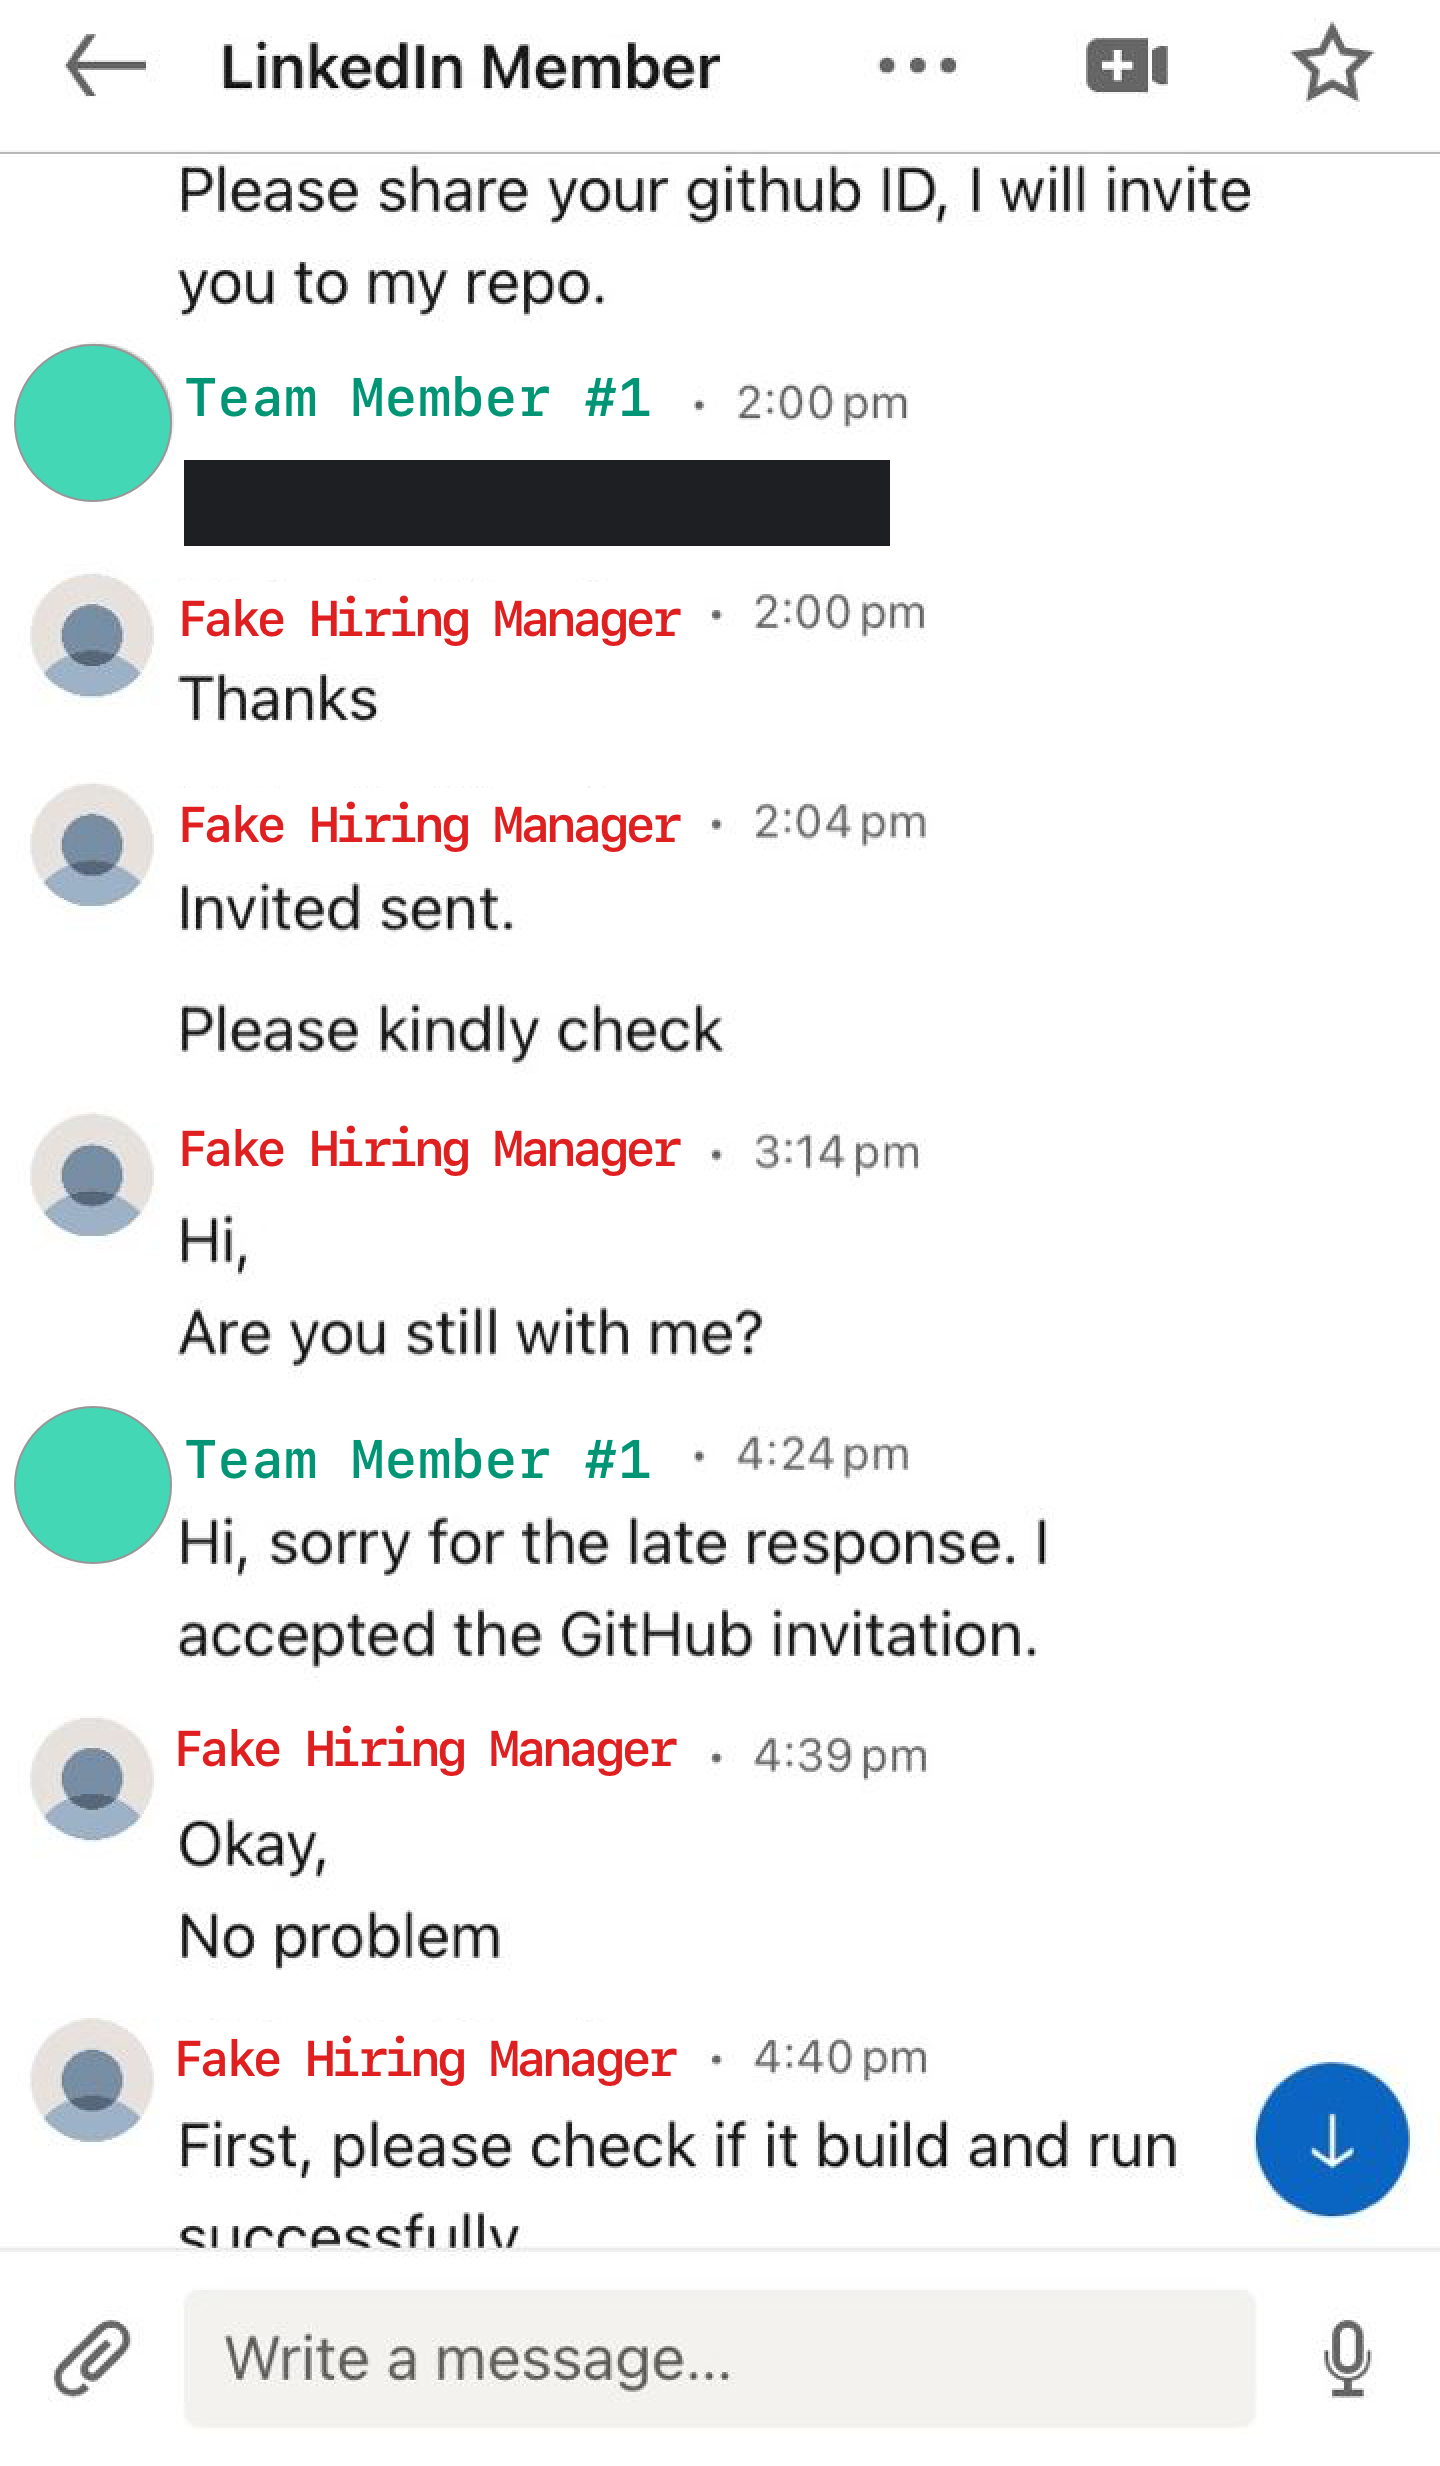 LinkedIn Member
Please share your github ID, I will invite
you to my repo.
Team Member #1 • 2:00 pm
Fake Hiring Manager • 2:00 pm
Thanks
Fake Hiring Manager • 2:04 pm
Invited sent.
Please kindly check
Fake Hiring Manager • 3:14 pm
Hi,
Are you still with me?
Team Member #1 • 4:24 pm
Hi, sorry for the late response. I
accepted the GitHub invitation.
Fake Hiring Manager • 4:39 pm
Okay,
No problem
Fake Hiring Manager • 4:40 pm
First, please check if it build and run
successfully
Write a message...